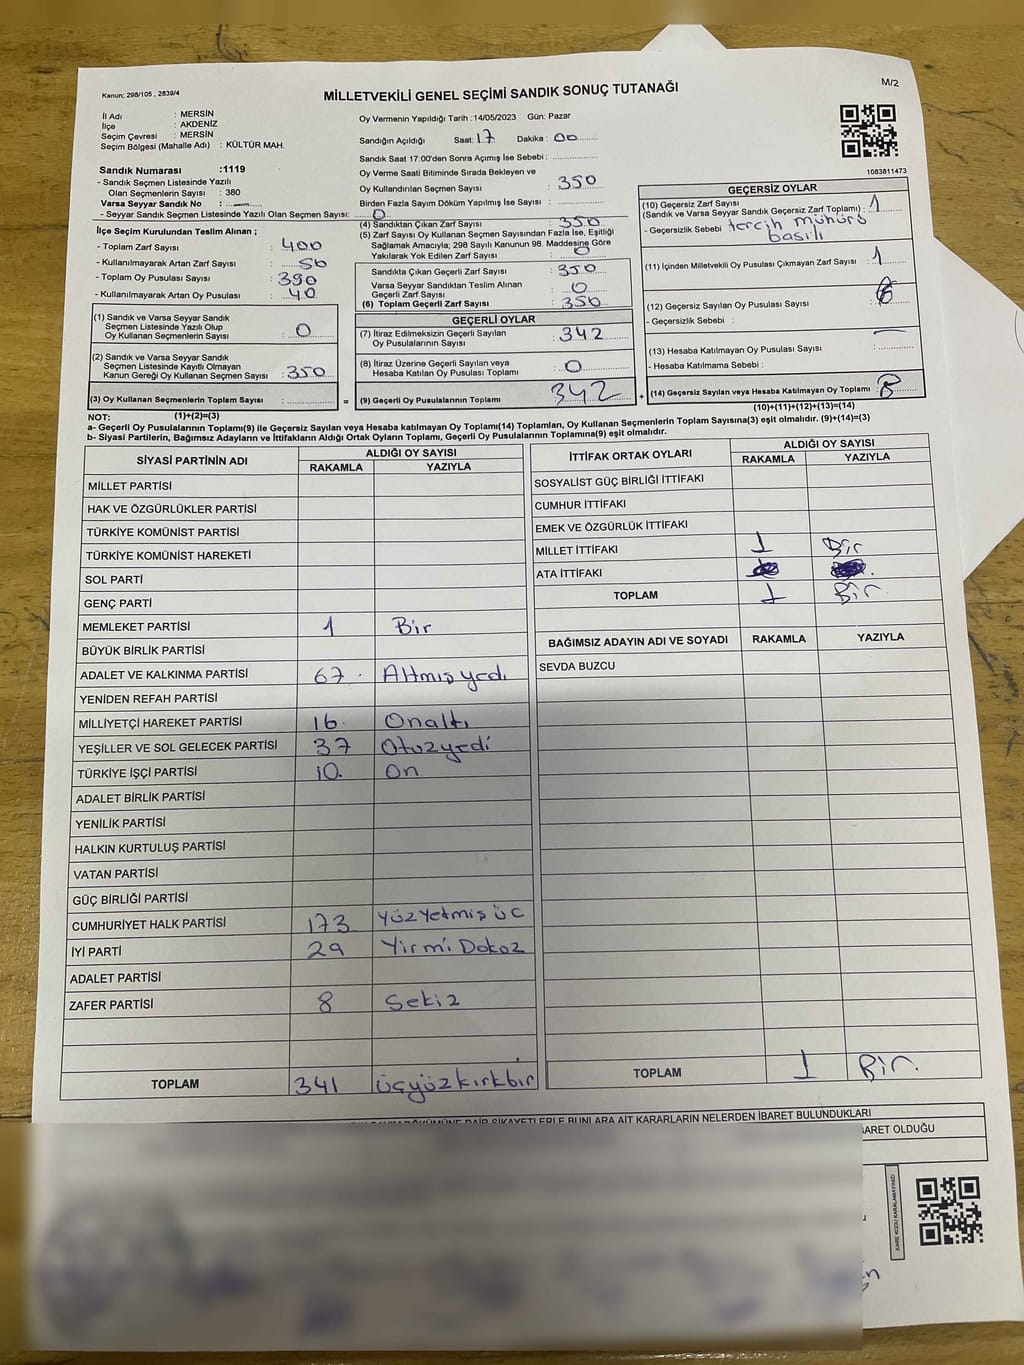 Kanun; 298/105 , 2839/4
MİLLETVEKİLİ GENEL SEÇİMİ SANDIK SONUÇ TUTANAĞI
M/2
İl Adı : MERSİN
İlçe : AKDENİZ
Seçim Çevresi : MERSİN
Seçim Bölgesi (Mahalle Adı) : KÜLTÜR MAH.
Sandık Numarası :1119
- Sandık Seçmen Listesinde Yazılı
Olan Seçmenlerin Sayısı : 380
Varsa Seyyar Sandık No :
- Seyyar Sandık Seçmen Listesinde Yazılı Olan Seçmen Sayısı: 0
İlçe Seçim Kurulundan Teslim Alınan ;
- Toplam Zarf Sayısı : 400
- Kullanılmayarak Artan Zarf Sayısı : 50
- Toplam Oy Pusulası Sayısı : 390
- Kullanılmayarak Artan Oy Pusulası : 40
(1) Sandık ve Varsa Seyyar Sandık
Seçmen Listesinde Yazılı Olup
Oy Kullanan Seçmenlerin Sayısı : 0
(2) Sandık ve Varsa Seyyar Sandık
Seçmen Listesinde Kayıtlı Olmayan
Kanun Gereği Oy Kullanan Seçmen Sayısı : 350
(3) Oy Kullanan Seçmenlerin Toplam Sayısı :
Oy Vermenin Yapıldığı Tarih :14/05/2023 Gün: Pazar
Sandığın Açıldığı Saat: 17 Dakika : 00
Sandık Saat 17:00'den Sonra Açımış İse Sebebi :
Oy Verme Saati Bitiminde Sırada Bekleyen ve
Oy Kullandırılan Seçmen Sayısı : 350
Birden Fazla Sayım Döküm Yapılmış İse Sayısı :
(4) Sandıktan Çıkan Zarf Sayısı : 350
(5) Zarf Sayısı Oy Kullanan Seçmen Sayısından Fazla İse, Eşitliği
Sağlamak Amacıyla; 298 Sayılı Kanunun 98. Maddesine Göre
Yakılarak Yok Edilen Zarf Sayısı : 0
Sandıkta Çıkan Geçerli Zarf Sayısı : 350
Varsa Seyyar Sandıktan Teslim Alınan
Geçerli Zarf Sayısı : 0
(6) Toplam Geçerli Zarf Sayısı : 350
GEÇERLİ OYLAR
(7) İtiraz Edilmeksizin Geçerli Sayılan
Oy Pusulalarının Sayısı : 342
(8) İtiraz Üzerine Geçerli Sayılan veya
Hesaba Katılan Oy Pusulası Toplamı : 0
= (9) Geçerli Oy Pusulalarının Toplamı : 342 +
1083811473
GEÇERSİZ OYLAR
(10) Geçersiz Zarf Sayısı
(Sandık ve Varsa Seyyar Sandık Geçersiz Zarf Toplamı) : 1
- Geçersizlik Sebebi : tercih mühürü
basılı
(11) İçinden Milletvekili Oy Pusulası Çıkmayan Zarf Sayısı : 1
(12) Geçersiz Sayılan Oy Pusulası Sayısı :
- Geçersizlik Sebebi :
(13) Hesaba Katılmayan Oy Pusulası Sayısı :
- Hesaba Katılmama Sebebi :
(14) Geçersiz Sayılan veya Hesaba Katılmayan Oy Toplamı : 8
NOT: (1)+(2)=(3)
(10)+(11)+(12)+(13)=(14)
a- Geçerli Oy Pusulalarının Toplamı(9) ile Geçersiz Sayılan veya Hesaba katılmayan Oy Toplamı(14) Toplamları, Oy Kullanan Seçmenlerin Toplam Sayısına(3) eşit olmalıdır. (9)+(14)=(3)
b- Siyasi Partilerin, Bağımsız Adayların ve İttifakların Aldığı Ortak Oyların Toplamı, Geçerli Oy Pusulalarının Toplamına(9) eşit olmalıdır.
SİYASİ PARTİNİN ADI ALDIĞI OY SAYISI
RAKAMLA YAZIYLA
MİLLET PARTİSİ
HAK VE ÖZGÜRLÜKLER PARTİSİ
TÜRKİYE KOMÜNİST PARTİSİ
TÜRKİYE KOMÜNİST HAREKETİ
SOL PARTİ
GENÇ PARTİ
MEMLEKET PARTİSİ 1 Bir
BÜYÜK BİRLİK PARTİSİ
ADALET VE KALKINMA PARTİSİ 67 Altmışyedi
YENİDEN REFAH PARTİSİ
MİLLİYETÇİ HAREKET PARTİSİ 16 Onaltı
YEŞİLLER VE SOL GELECEK PARTİSİ 37 Otuzyedi
TÜRKİYE İŞÇİ PARTİSİ 10 On
ADALET BİRLİK PARTİSİ
YENİLİK PARTİSİ
HALKIN KURTULUŞ PARTİSİ
VATAN PARTİSİ
GÜÇ BİRLİĞİ PARTİSİ
CUMHURİYET HALK PARTİSİ 173 Yüzyetmiş üc
İYİ PARTİ 29 Yirmi Dokoz
ADALET PARTİSİ
ZAFER PARTİSİ 8 Sekiz
TOPLAM 341 üçyüzkırkbir
İTTİFAK ORTAK OYLARI ALDIĞI OY SAYISI
RAKAMLA YAZIYLA
SOSYALİST GÜÇ BİRLİĞİ İTTİFAKI
CUMHUR İTTİFAKI
EMEK VE ÖZGÜRLÜK İTTİFAKI
MİLLET İTTİFAKI 1 Bir
ATA İTTİFAKI
TOPLAM 1 Bir
BAĞIMSIZ ADAYIN ADI VE SOYADI RAKAMLA YAZIYLA
SEVDA BUZCU
TOPLAM 1 Bir.
DÖKÜMÜNE DAİR ŞİKAYETLERLE BUNLARA AİT KARARLARIN NELERDEN İBARET BULUNDUKLARI
İBARET OLDUĞU